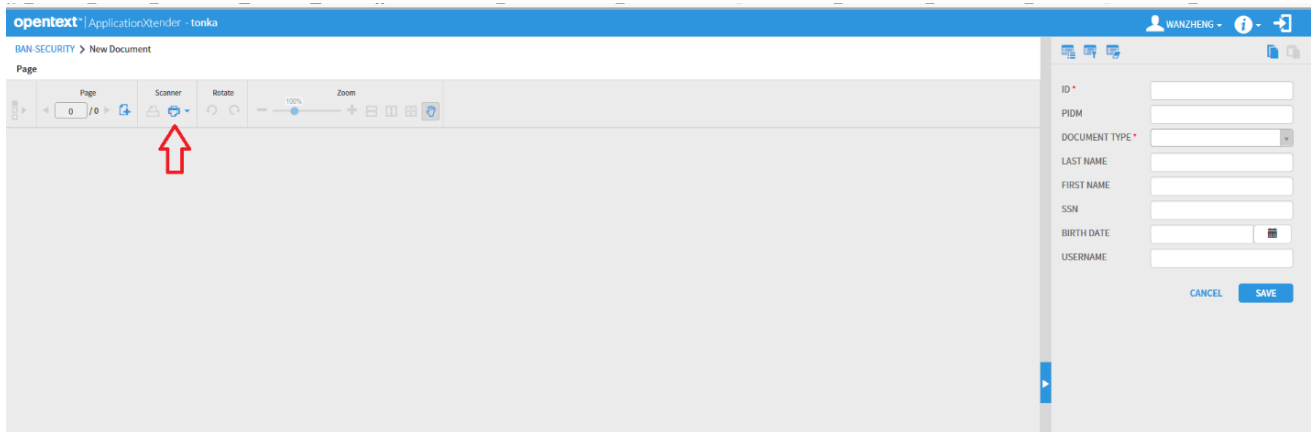 opentext™ | ApplicationXtender - tonka
WANZHENG
BAN-SECURITY > New Document
Page
Page Scanner Rotate Zoom
0 / 0 100%
ID *
PIDM
DOCUMENT TYPE *
LAST NAME
FIRST NAME
SSN
BIRTH DATE
USERNAME
CANCEL SAVE